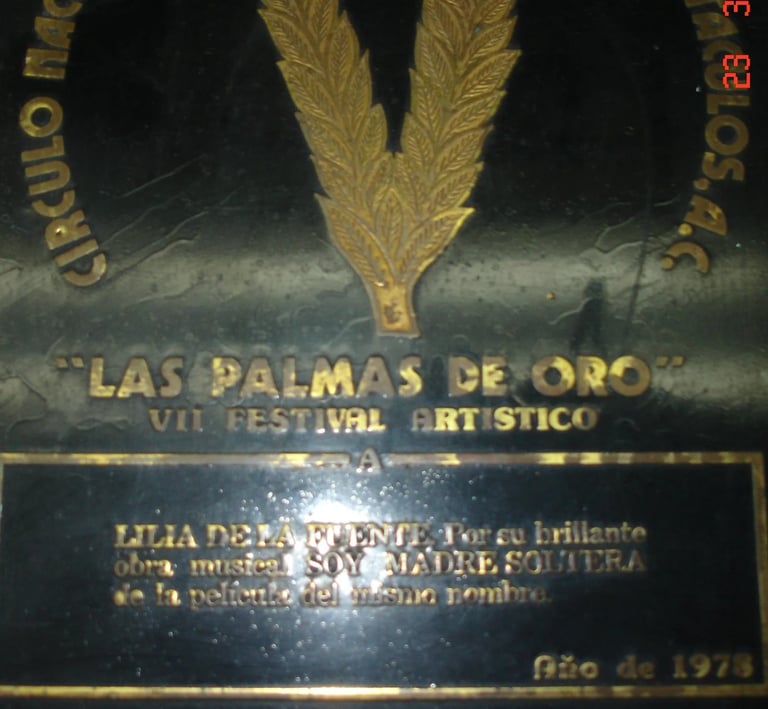 CIRCULO NAC
TACULOS, A.C.
23 3
"LAS PALMAS DE ORO"
VII FESTIVAL ARTISTICO
A
LILIA DE LA FUENTE Por su brillante
obra musical SOY MADRE SOLTERA
de la película del mismo nombre.
Año de 1978